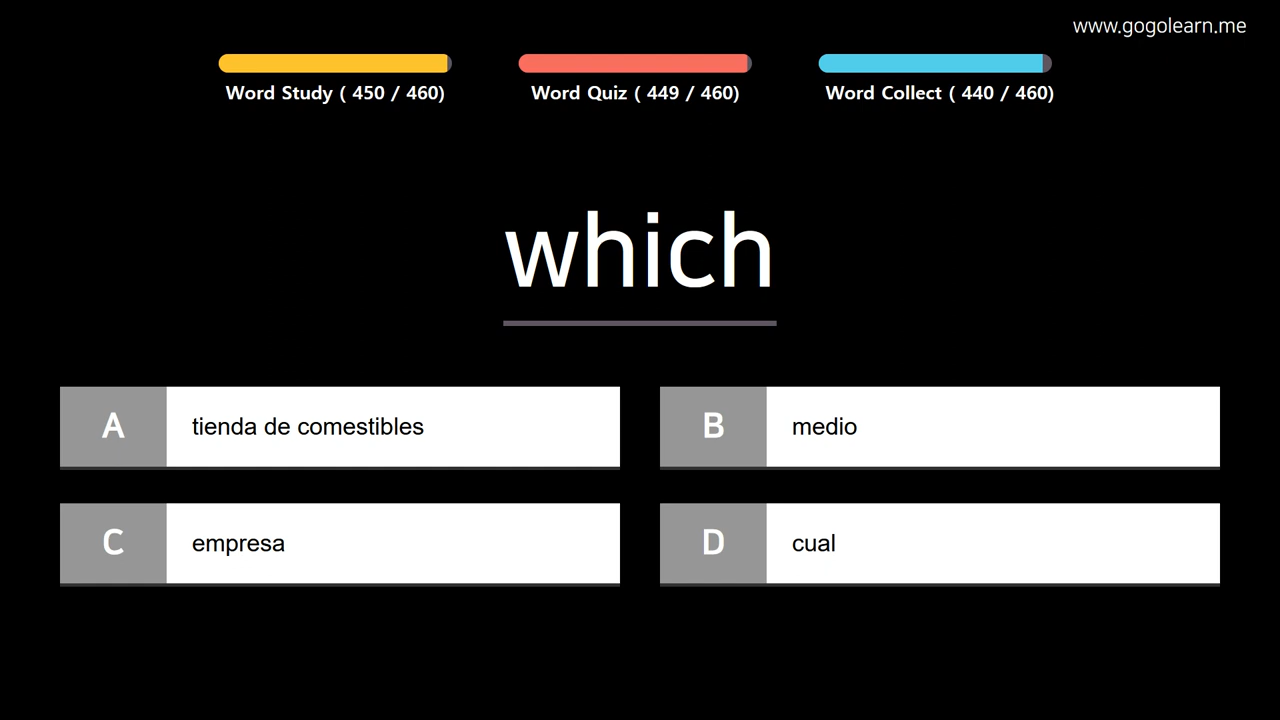 www.gogolearn.me
Word Study ( 450 / 460)
Word Quiz ( 449 / 460)
Word Collect ( 440 / 460)
which
A tienda de comestibles
B medio
C empresa
D cual